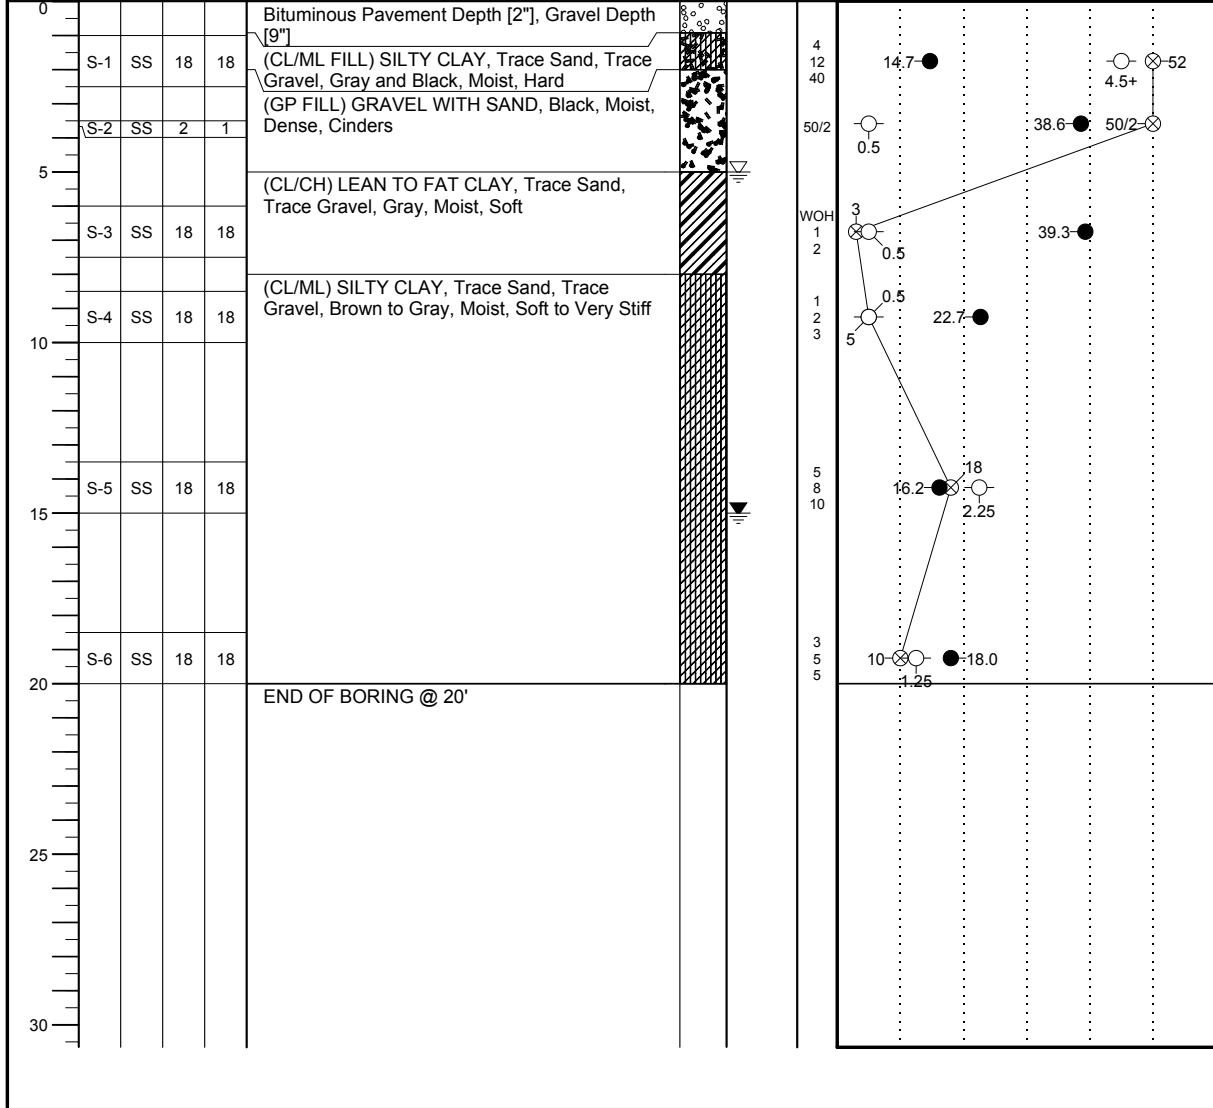 0
Bituminous Pavement Depth [2"], Gravel Depth
[9"]
S-1 SS 18 18
(CL/ML FILL) SILTY CLAY, Trace Sand, Trace
Gravel, Gray and Black, Moist, Hard
4
12
40
14.7
4.5+
52
(GP FILL) GRAVEL WITH SAND, Black, Moist,
Dense, Cinders
S-2 SS 2 1
50/2
0.5
38.6
50/2
5
(CL/CH) LEAN TO FAT CLAY, Trace Sand,
Trace Gravel, Gray, Moist, Soft
S-3 SS 18 18
WOH
1
2
3
0.5
39.3
(CL/ML) SILTY CLAY, Trace Sand, Trace
Gravel, Brown to Gray, Moist, Soft to Very Stiff
S-4 SS 18 18
1
2
3
0.5
5
22.7
10
S-5 SS 18 18
5
8
10
16.2
18
2.25
15
S-6 SS 18 18
3
5
5
10
1.25
18.0
20
END OF BORING @ 20'
25
30